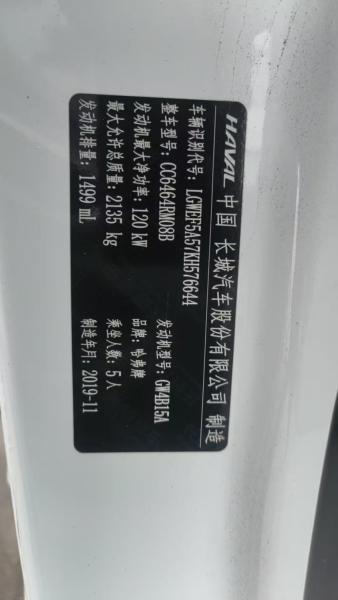 HAVAL 中国 长城汽车股份有限公司 制造
车辆识别代号：LGWEF5A57KH576644
整车型号：CC6464RM08B 发动机型号：GW4B15A
发动机最大净功率：120 kW 品牌：哈弗牌
最大允许总质量：2135 kg 乘坐人数：5人
发动机排量：1499 mL 制造年月：2019-11